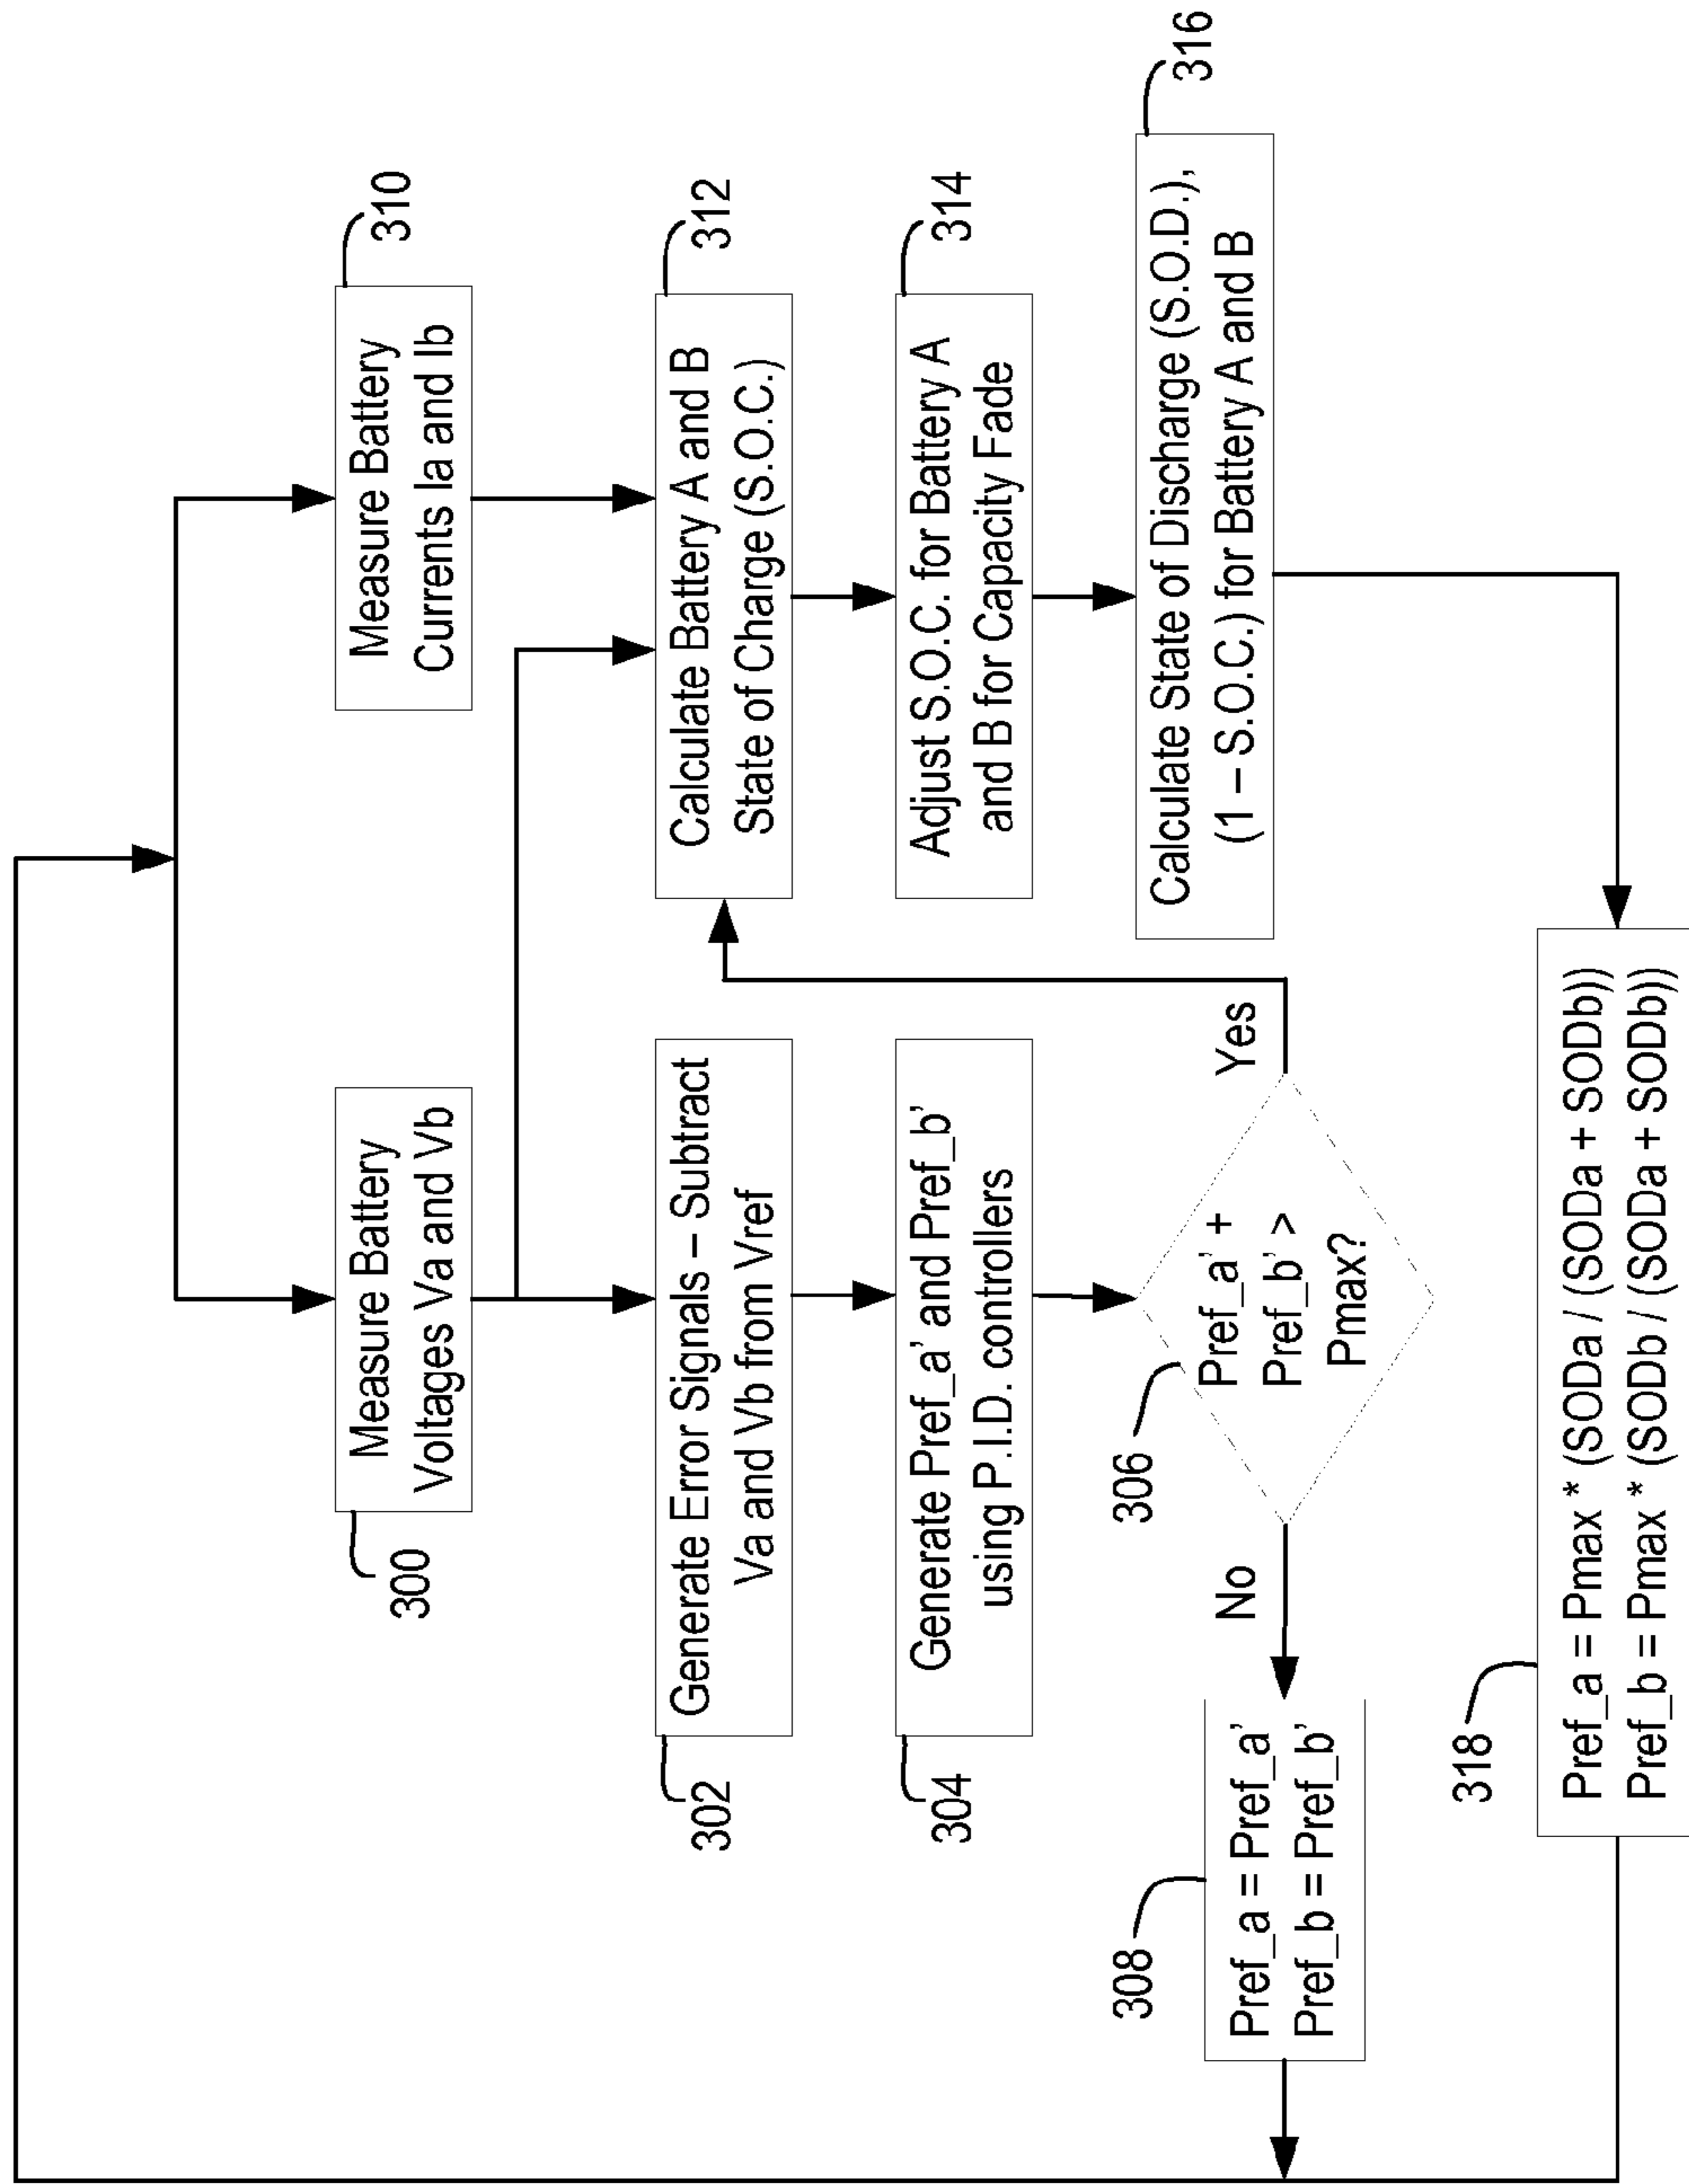 Measure Battery
Voltages Va and Vb
300
Measure Battery
Currents Ia and Ib
310
Generate Error Signals – Subtract
Va and Vb from Vref
302
Calculate Battery A and B
State of Charge (S.O.C.)
312
Generate Pref_a' and Pref_b'
using P.I.D. controllers
304
Adjust S.O.C. for Battery A
and B for Capacity Fade
314
306
Pref_a' +
Pref_b' >
Pmax?
No
Yes
308
Pref_a = Pref_a'
Pref_b = Pref_b'
Calculate State of Discharge (S.O.D.),
(1 – S.O.C.) for Battery A and B
316
318
Pref_a = Pmax * (SODa / (SODa + SODb))
Pref_b = Pmax * (SODb / (SODa + SODb))